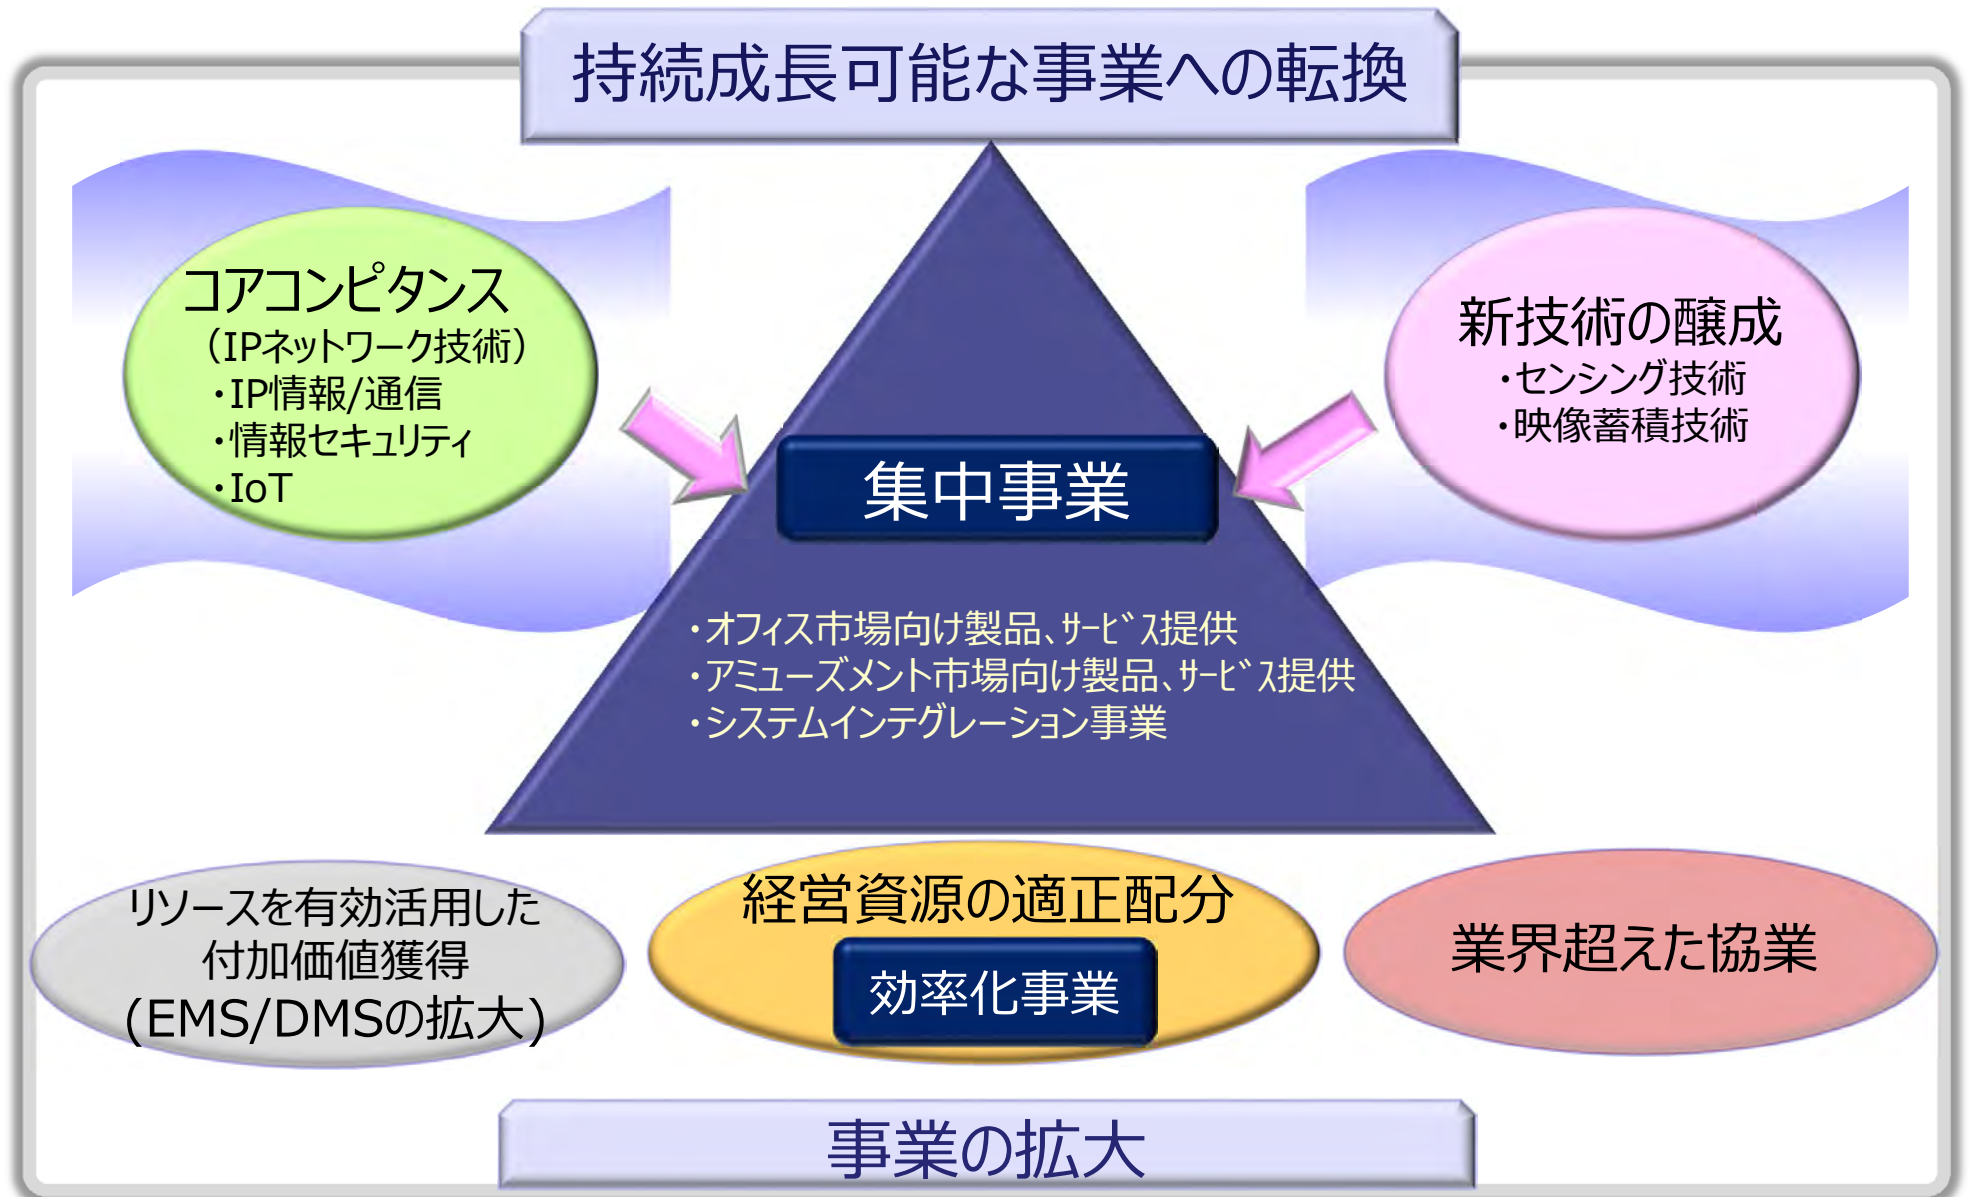 持続成長可能な事業への転換
コアコンピタンス
（IPネットワーク技術）
・IP情報/通信
・情報セキュリティ
・IoT
新技術の醸成
・センシング技術
・映像蓄積技術
集中事業
・オフィス市場向け製品、ｻｰﾋﾞｽ提供
・アミューズメント市場向け製品、ｻｰﾋﾞｽ提供
・システムインテグレーション事業
リソースを有効活用した
付加価値獲得
(EMS/DMSの拡大)
経営資源の適正配分
効率化事業
業界超えた協業
事業の拡大